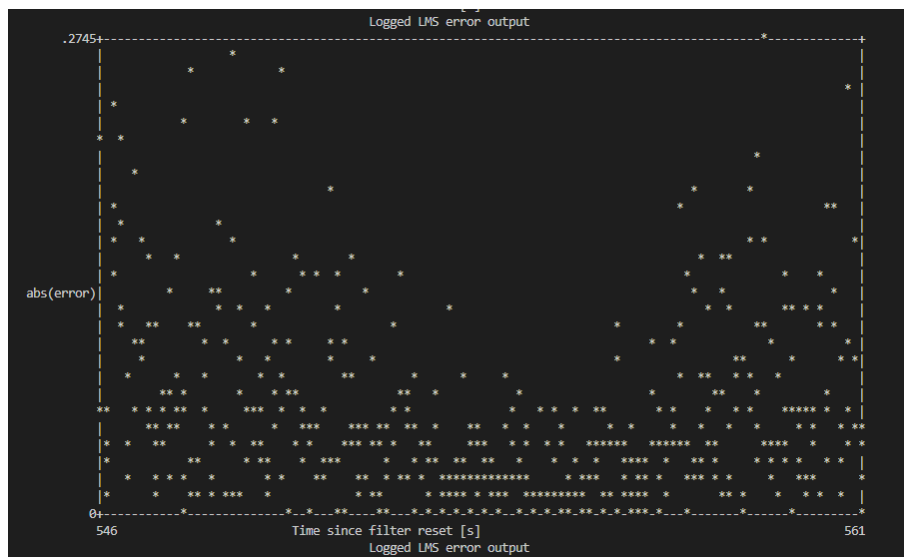 Logged LMS error output
.2745
abs(error)
0
546 Time since filter reset [s] 561
Logged LMS error output